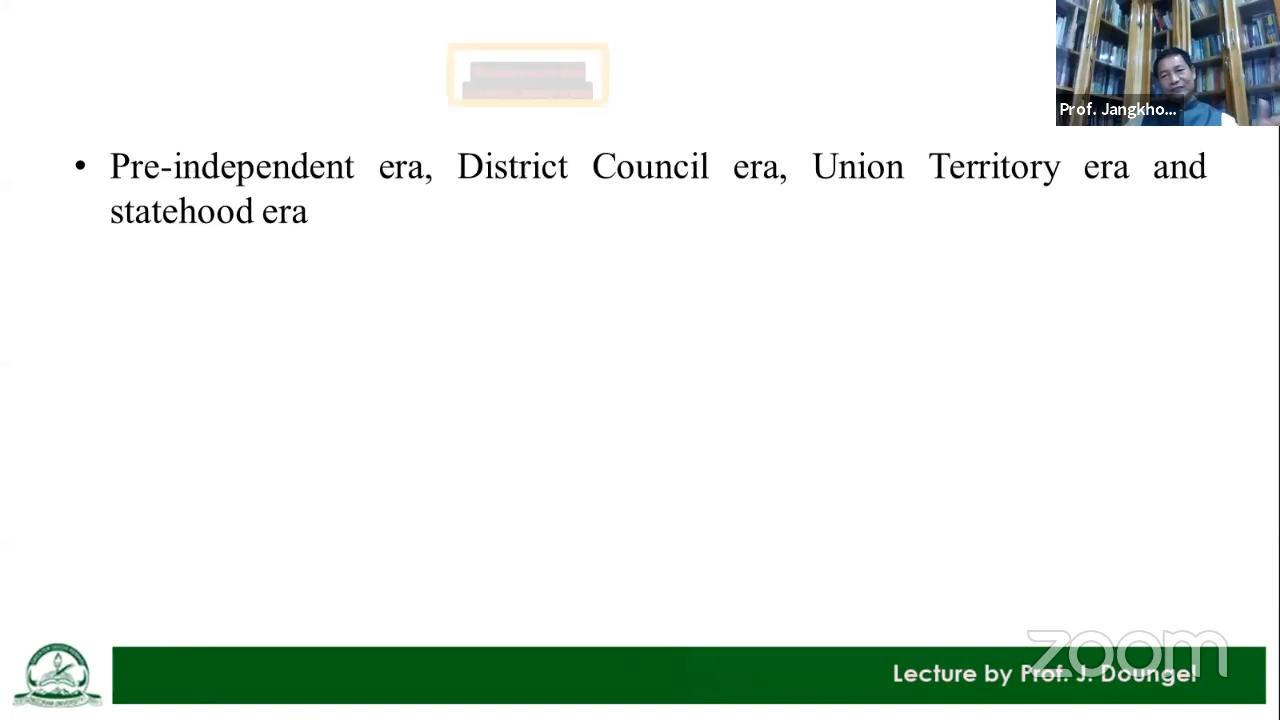 Prof. Jangkho...
• Pre-independent era, District Council era, Union Territory era and
statehood era
zoom
Lecture by Prof. J. Doungel